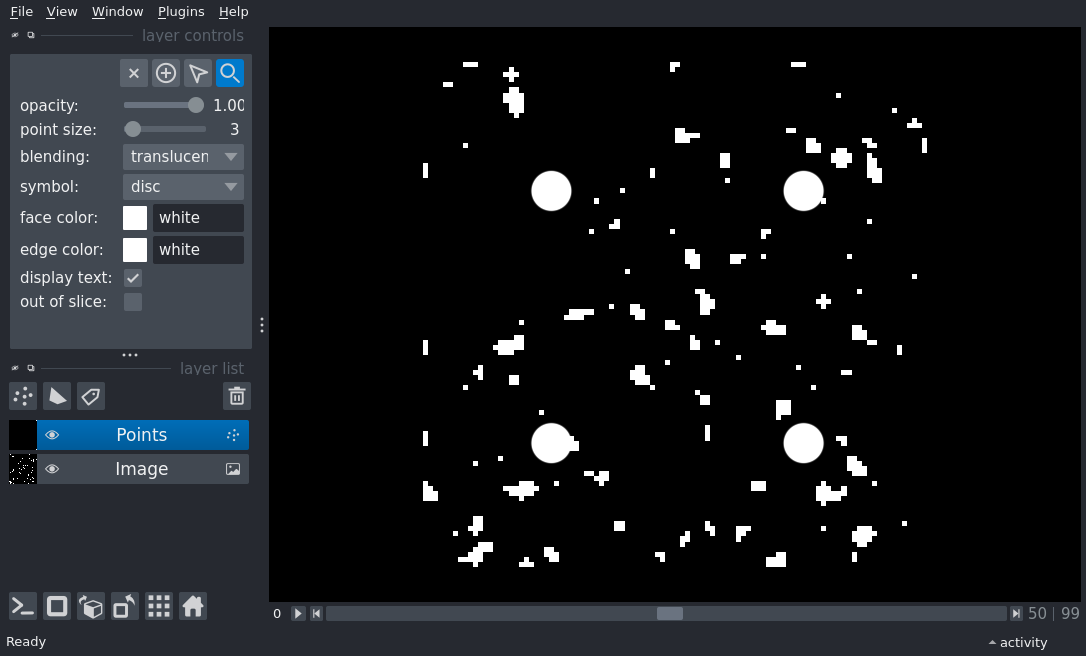 File View Window Plugins Help
layer controls
opacity: 1.00
point size: 3
blending: translucen
symbol: disc
face color: white
edge color: white
display text:
out of slice:
layer list
Points
Image
0 50 | 99
Ready activity